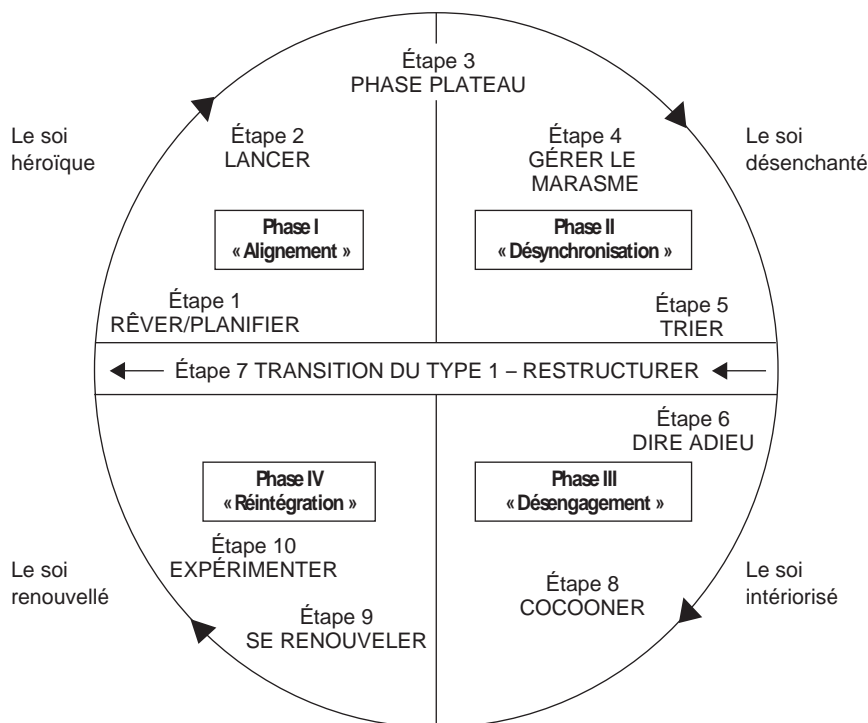 Étape 3
PHASE PLATEAU
Le soi
héroïque
Étape 2
LANCER
Étape 4
GÉRER LE
MARASME
Le soi
désenchanté
Phase I
« Alignement »
Phase II
« Désynchronisation »
Étape 1
RÊVER/PLANIFIER
Étape 5
TRIER
Étape 7 TRANSITION DU TYPE 1 – RESTRUCTURER
Étape 6
DIRE ADIEU
Phase IV
« Réintégration »
Phase III
« Désengagement »
Étape 10
EXPÉRIMENTER
Le soi
renouvellé
Étape 9
SE RENOUVELER
Étape 8
COCOONER
Le soi
intériorisé